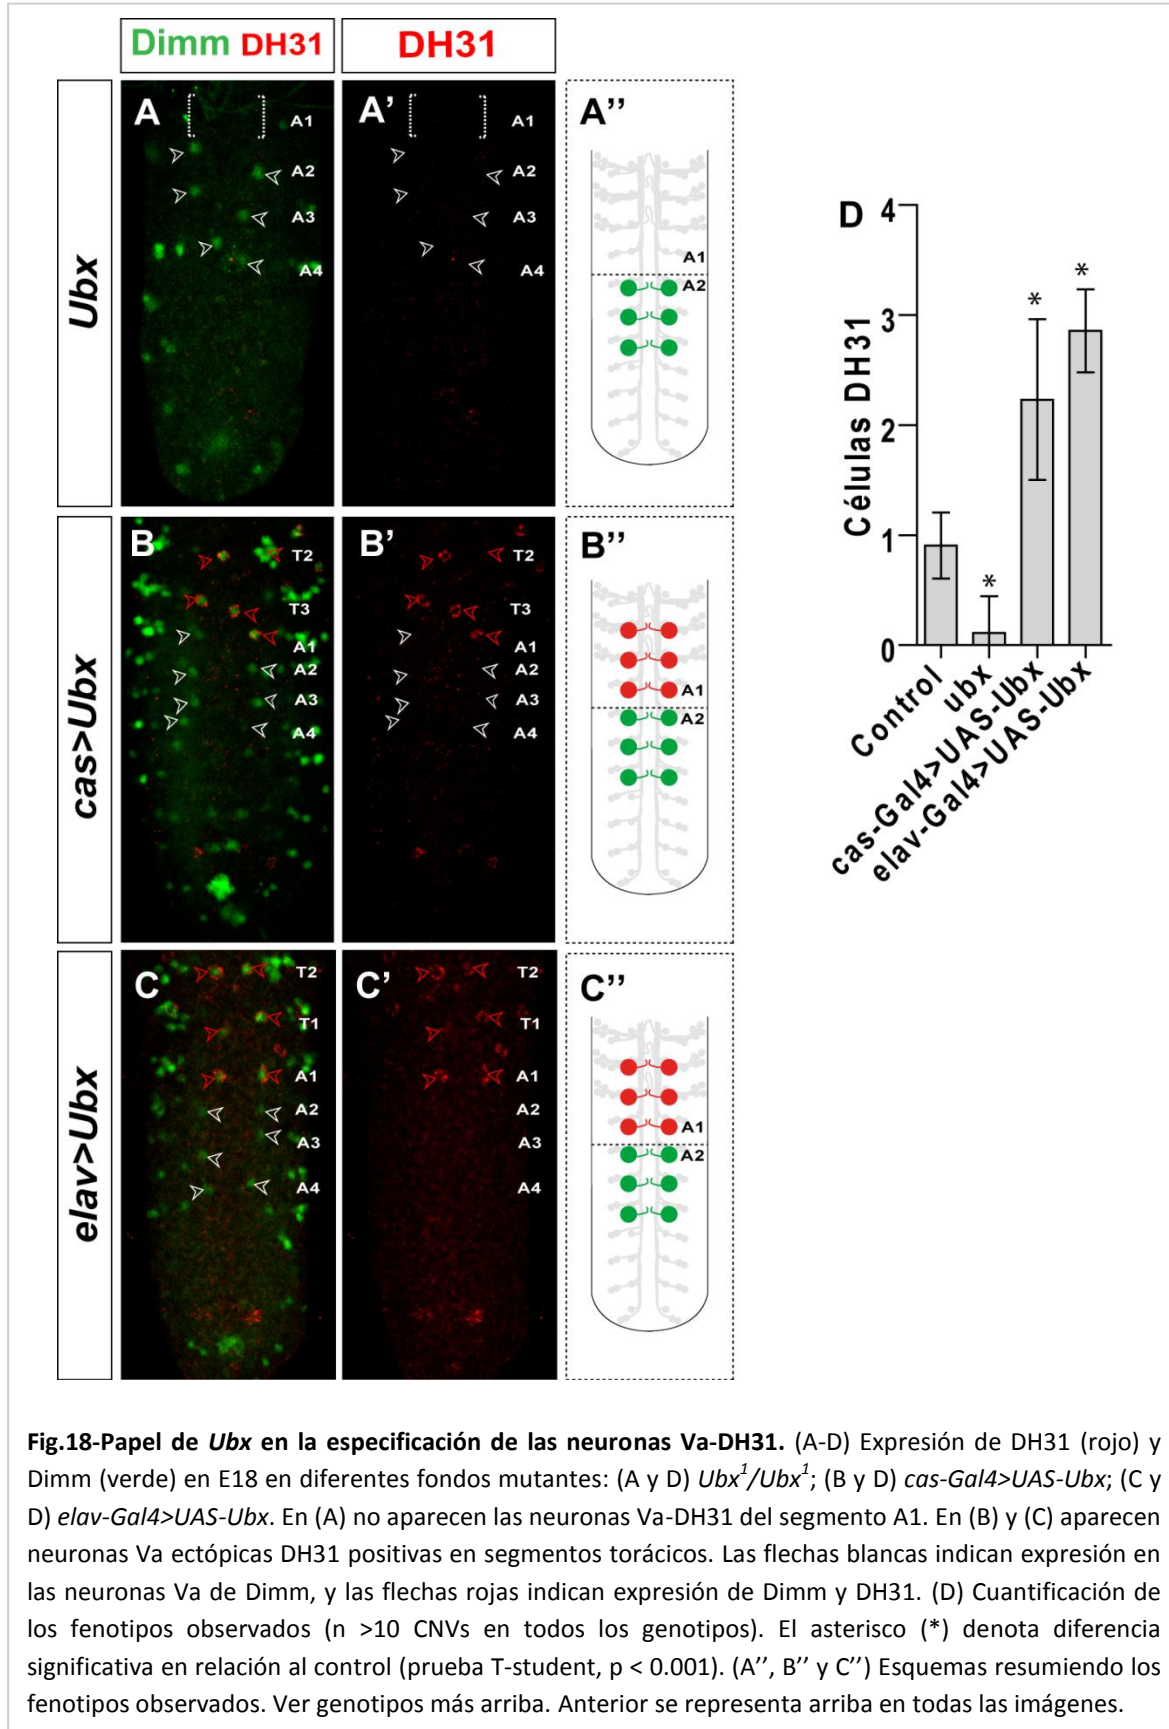 Dimm DH31
DH31
Ubx
A
A1
A2
A3
A4
A'
A1
A2
A3
A4
A''
A1
A2
cas>Ubx
B
T2
T3
A1
A2
A3
A4
B'
T2
T3
A1
A2
A3
A4
B''
A1
A2
elav>Ubx
C
T2
T1
A1
A2
A3
A4
C'
T2
T1
A1
A2
A3
A4
C''
A1
A2
D
Células DH31
4
3
2
1
0
*
*
*
Control
ubx
cas-Gal4>UAS-Ubx
elav-Gal4>UAS-Ubx
Fig.18-Papel de Ubx en la especificación de las neuronas Va-DH31. (A-D) Expresión de DH31 (rojo) y
Dimm (verde) en E18 en diferentes fondos mutantes: (A y D) Ubx¹/Ubx¹; (B y D) cas-Gal4>UAS-Ubx; (C y
D) elav-Gal4>UAS-Ubx. En (A) no aparecen las neuronas Va-DH31 del segmento A1. En (B) y (C) aparecen
neuronas Va ectópicas DH31 positivas en segmentos torácicos. Las flechas blancas indican expresión en
las neuronas Va de Dimm, y las flechas rojas indican expresión de Dimm y DH31. (D) Cuantificación de
los fenotipos observados (n >10 CNVs en todos los genotipos). El asterisco (*) denota diferencia
significativa en relación al control (prueba T-student, p < 0.001). (A'', B'' y C'') Esquemas resumiendo los
fenotipos observados. Ver genotipos más arriba. Anterior se representa arriba en todas las imágenes.